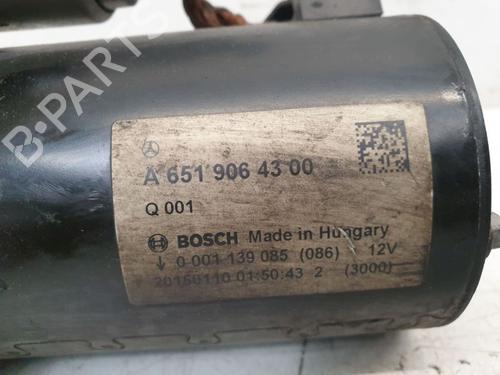 B-PARTS
A 651 906 43 00
Q 001
BOSCH Made in Hungary
0 001 139 085 (086) 12V
20150110 01:50:43 2 (3000)